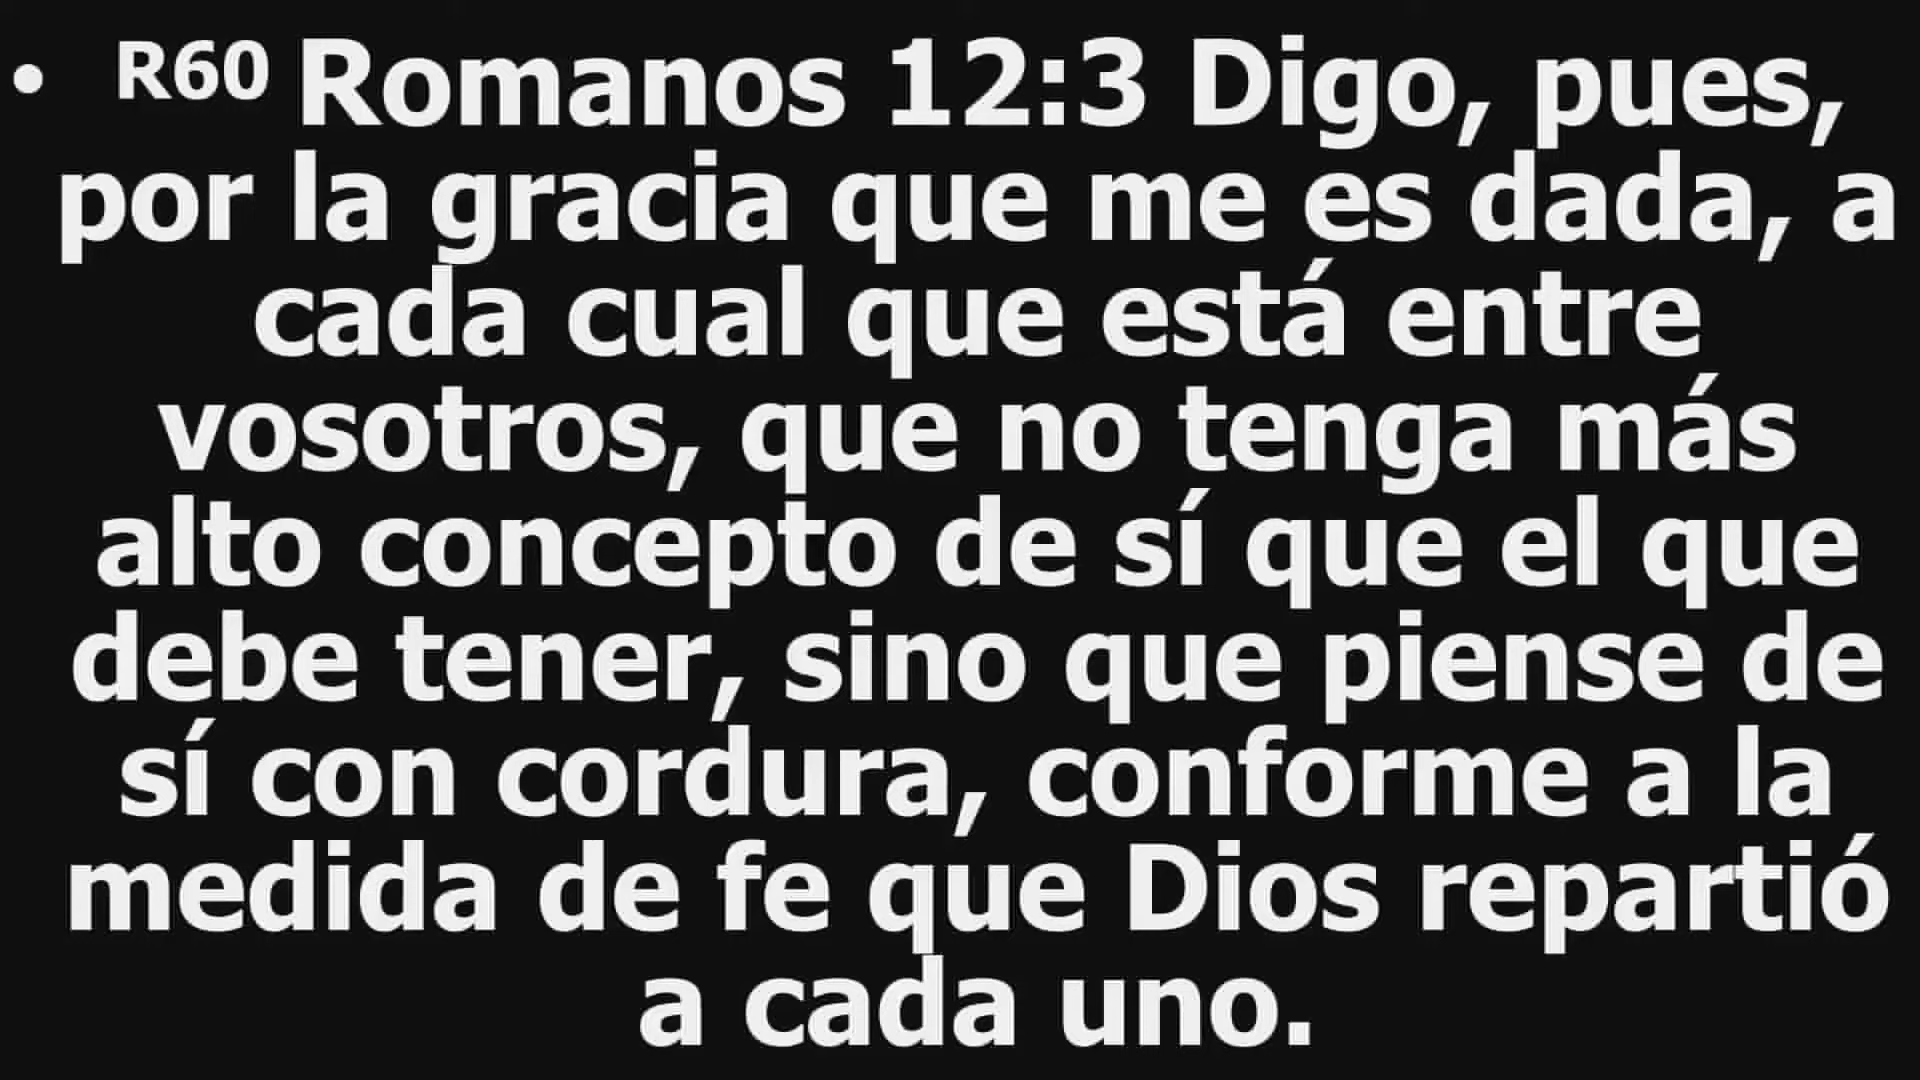 • R60 Romanos 12:3 Digo, pues,
por la gracia que me es dada, a
cada cual que está entre
vosotros, que no tenga más
alto concepto de sí que el que
debe tener, sino que piense de
sí con cordura, conforme a la
medida de fe que Dios repartió
a cada uno.